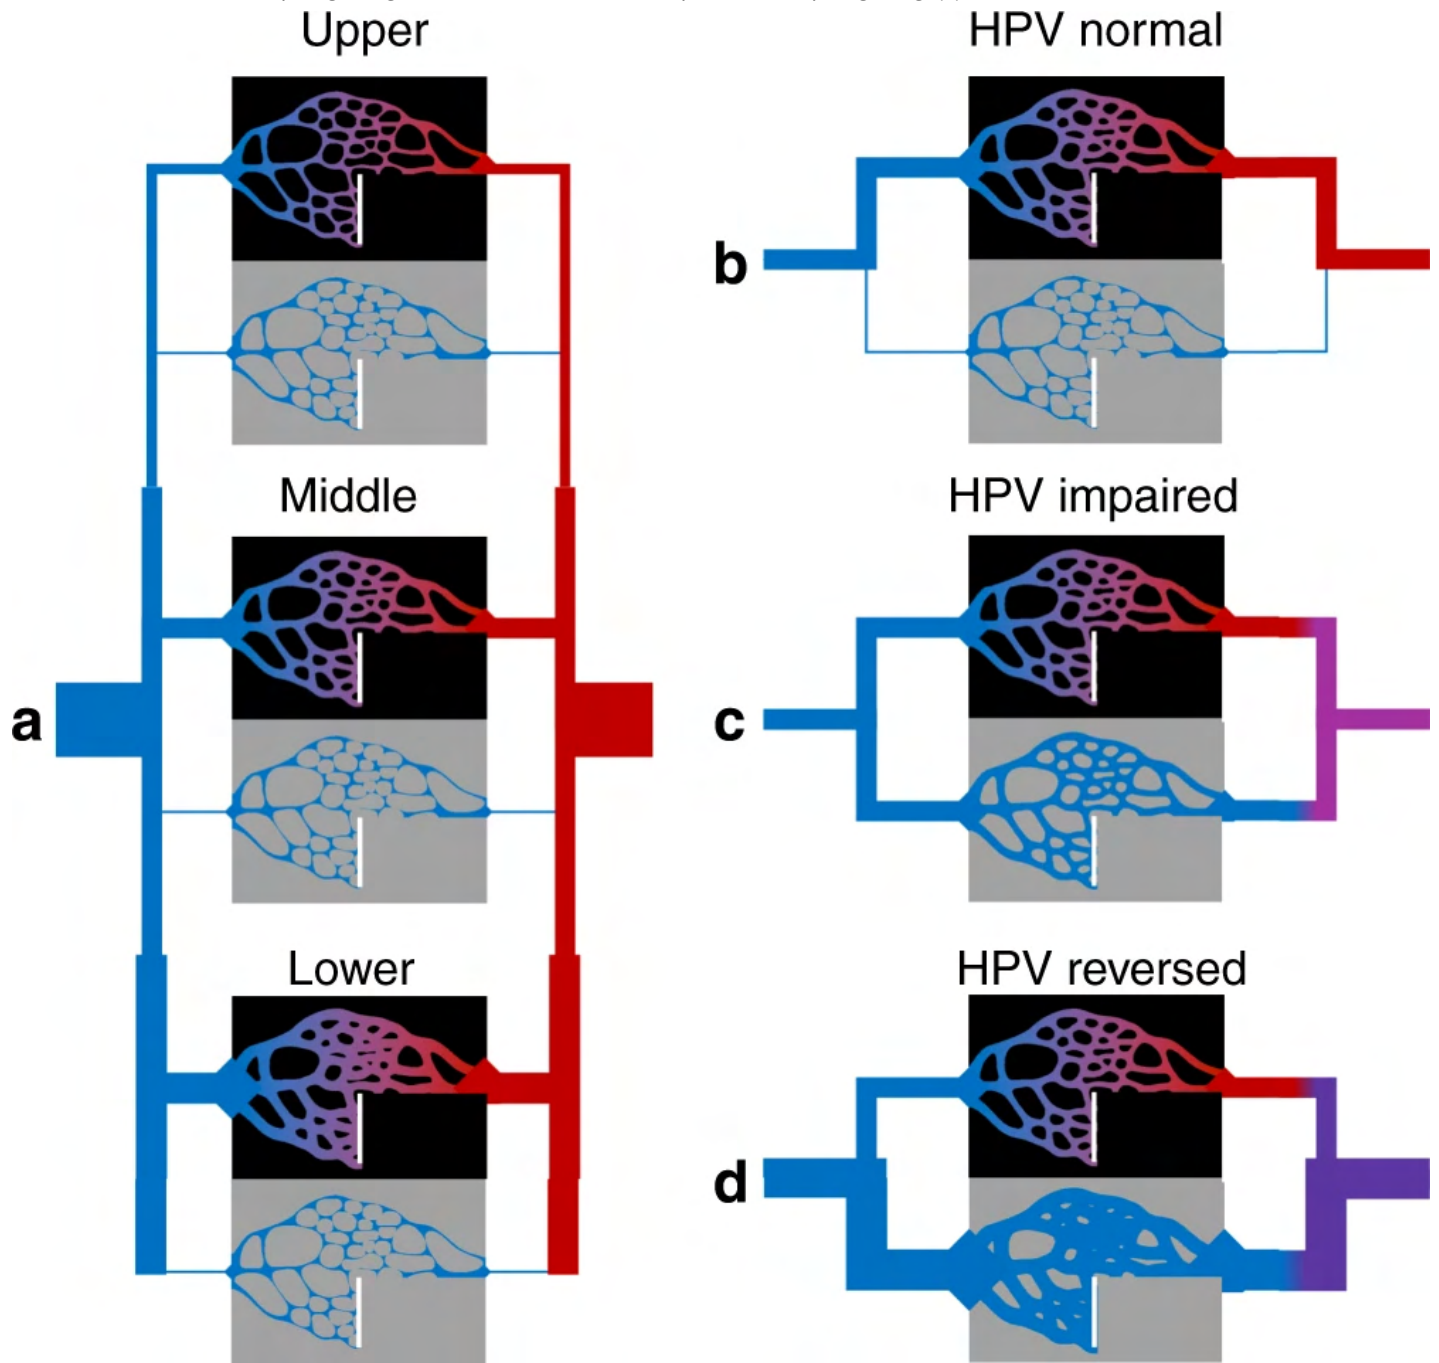 Upper
HPV normal
b
Middle
HPV impaired
a
c
Lower
HPV reversed
d